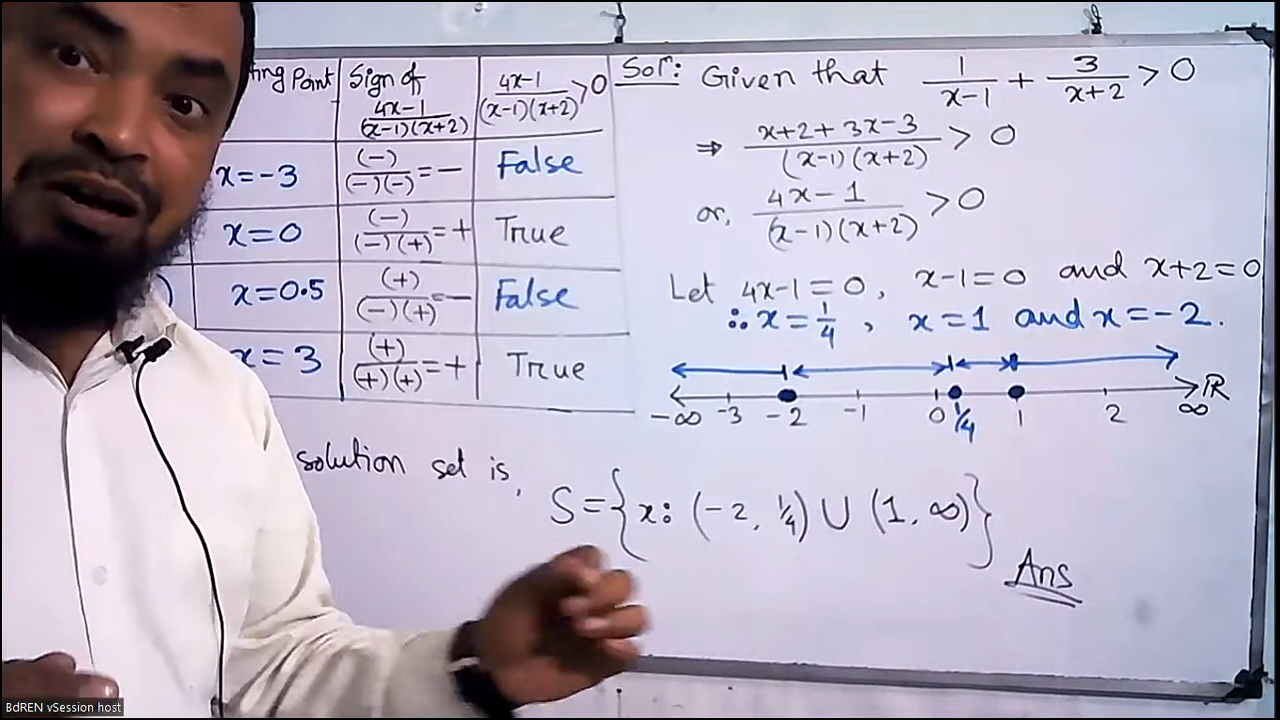 ting Point Sign of 4x-1/(x-1)(x+2) 4x-1/(x-1)(x+2)>0
x=-3 (-)/(-)(-)=- False
x=0 (-)/(-)(+)=+ True
) x=0.5 (+)/(-)(+)=- False
x=3 (+)/(+)(+)=+ True
solution set is,
Sol: Given that 1/x-1 + 3/x+2 > 0
⇒ x+2+3x-3/(x-1)(x+2) > 0
or, 4x-1/(x-1)(x+2) > 0
Let 4x-1=0, x-1=0 and x+2=0
∴ x=1/4, x=1 and x=-2.
-∞ -3 -2 -1 0 1/4 1 2 ∞ ℝ
S={x: (-2, 1/4) ∪ (1, ∞)}
Ans
BdREN vSession host